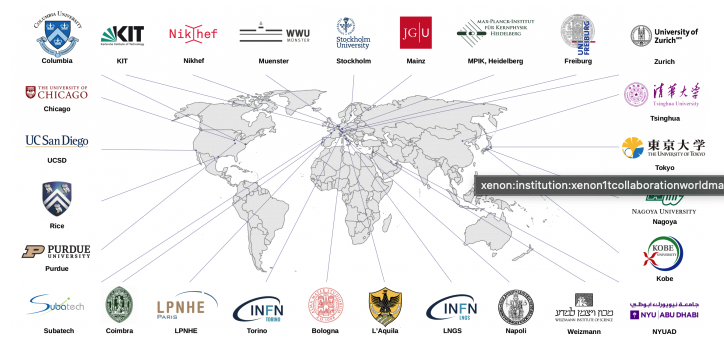 COLUMBIA UNIVERSITY
Columbia
KIT
Karlsruhe Institute of Technology
KIT
Nikhef
Nikhef
WWU
MÜNSTER
Muenster
Stockholm
University
Stockholm
JG|U
Mainz
MAX-PLANCK-INSTITUT
FÜR KERNPHYSIK
HEIDELBERG
MPIK, Heidelberg
UNI
FREIBURG
Freiburg
University of
Zurich
Zurich
THE UNIVERSITY OF
CHICAGO
Chicago
清華大学
Tsinghua University
Tsinghua
UC San Diego
UCSD
東京大学
THE UNIVERSITY OF TOKYO
Tokyo
xenon:institution:xenon1tcollaborationworldma
Rice
NAGOYA UNIVERSITY
Nagoya
PURDUE
UNIVERSITY
Purdue
KOBE
UNIVERSITY
Kobe
Subatech
Subatech
Coimbra
LPNHE
PARIS
LPNHE
INFN
TORINO
Torino
Bologna
L'Aquila
INFN
LNGS
LNGS
Napoli
מכון ויצמן למדע
WEIZMANN INSTITUTE OF SCIENCE
Weizmann
جامعة نيويورك أبوظبي
NYU ABU DHABI
NYUAD